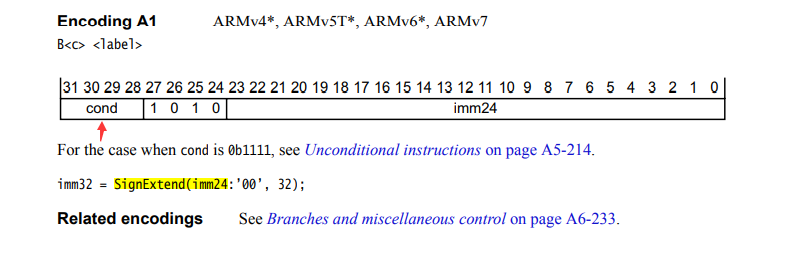 Encoding A1 ARMv4*, ARMv5T*, ARMv6*, ARMv7
B<c> <label>
31 30 29 28 27 26 25 24 23 22 21 20 19 18 17 16 15 14 13 12 11 10 9 8 7 6 5 4 3 2 1 0
cond 1 0 1 0 imm24
For the case when cond is 0b1111, see Unconditional instructions on page A5-214.
imm32 = SignExtend(imm24:'00', 32);
Related encodings See Branches and miscellaneous control on page A6-233.